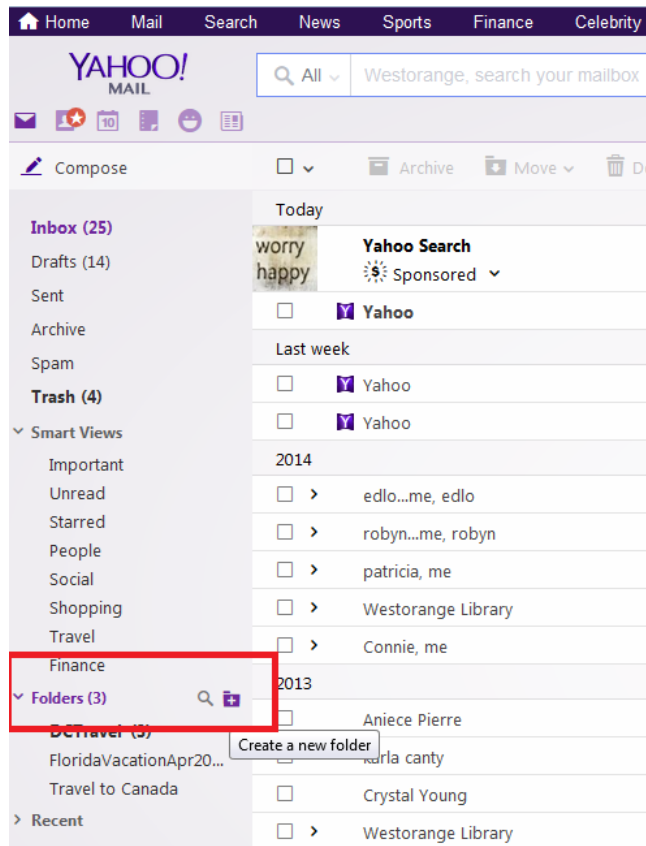 Home Mail Search News Sports Finance Celebrity
YAHOO!
MAIL
All Westorange, search your mailbox
10
Compose
Archive Move D
Inbox (25)
Drafts (14)
Sent
Archive
Spam
Trash (4)
Smart Views
Important
Unread
Starred
People
Social
Shopping
Travel
Finance
Folders (3)
DCTravel (3)
FloridaVacationApr20...
Travel to Canada
Recent
Today
worry
happy
Yahoo Search
$ Sponsored
Y Yahoo
Last week
Y Yahoo
Y Yahoo
2014
edlo...me, edlo
robyn...me, robyn
patricia, me
Westorange Library
Connie, me
2013
Aniece Pierre
Create a new folder
karla canty
Crystal Young
Westorange Library